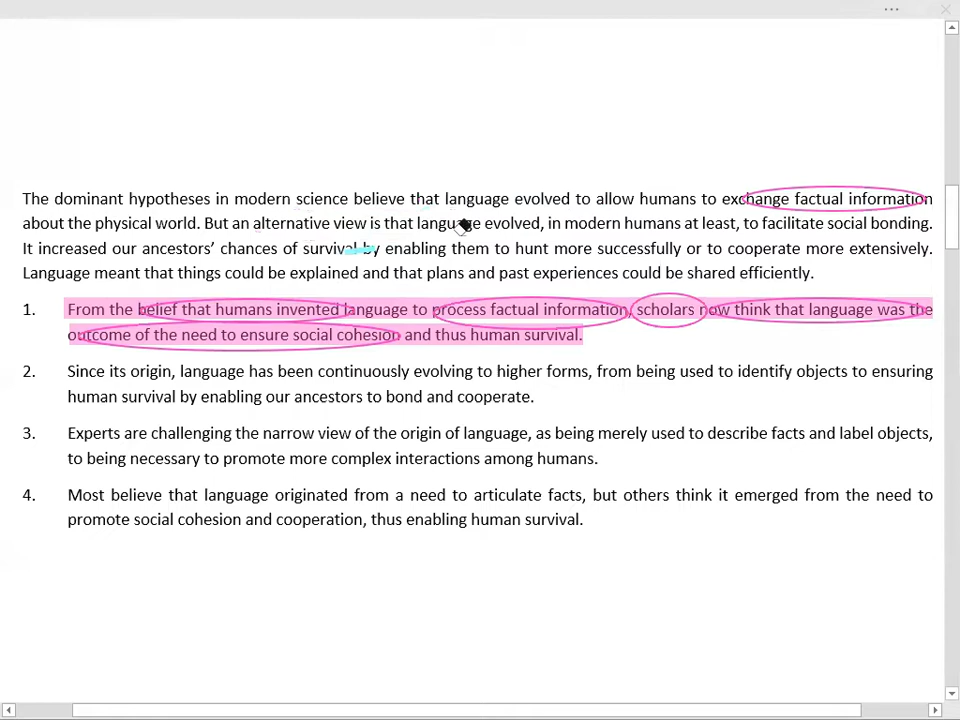 The dominant hypotheses in modern science believe that language evolved to allow humans to exchange factual information
about the physical world. But an alternative view is that language evolved, in modern humans at least, to facilitate social bonding.
It increased our ancestors’ chances of survival by enabling them to hunt more successfully or to cooperate more extensively.
Language meant that things could be explained and that plans and past experiences could be shared efficiently.
1. From the belief that humans invented language to process factual information, scholars now think that language was the
outcome of the need to ensure social cohesion and thus human survival.
2. Since its origin, language has been continuously evolving to higher forms, from being used to identify objects to ensuring
human survival by enabling our ancestors to bond and cooperate.
3. Experts are challenging the narrow view of the origin of language, as being merely used to describe facts and label objects,
to being necessary to promote more complex interactions among humans.
4. Most believe that language originated from a need to articulate facts, but others think it emerged from the need to
promote social cohesion and cooperation, thus enabling human survival.